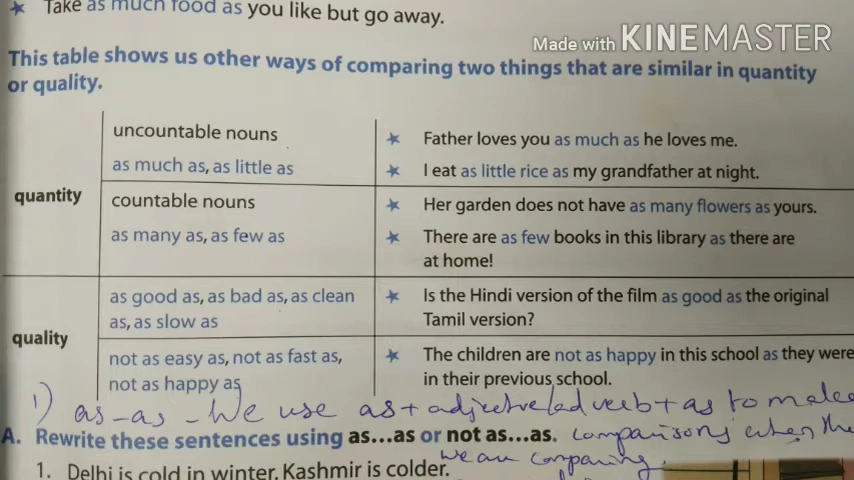 ★ Take as much food as you like but go away.
Made with KINEMASTER
This table shows us other ways of comparing two things that are similar in quantity
or quality.
quantity
uncountable nouns
as much as, as little as
★ Father loves you as much as he loves me.
★ I eat as little rice as my grandfather at night.
countable nouns
as many as, as few as
★ Her garden does not have as many flowers as yours.
★ There are as few books in this library as there are
at home!
quality
as good as, as bad as, as clean
as, as slow as
★ Is the Hindi version of the film as good as the original
Tamil version?
not as easy as, not as fast as,
not as happy as
★ The children are not as happy in this school as they were
in their previous school.
1) as-as - We use as + adjective/adverb + as to make
A. Rewrite these sentences using as...as or not as...as.
comparisons when the
1. Delhi is cold in winter. Kashmir is colder.
we are comparing